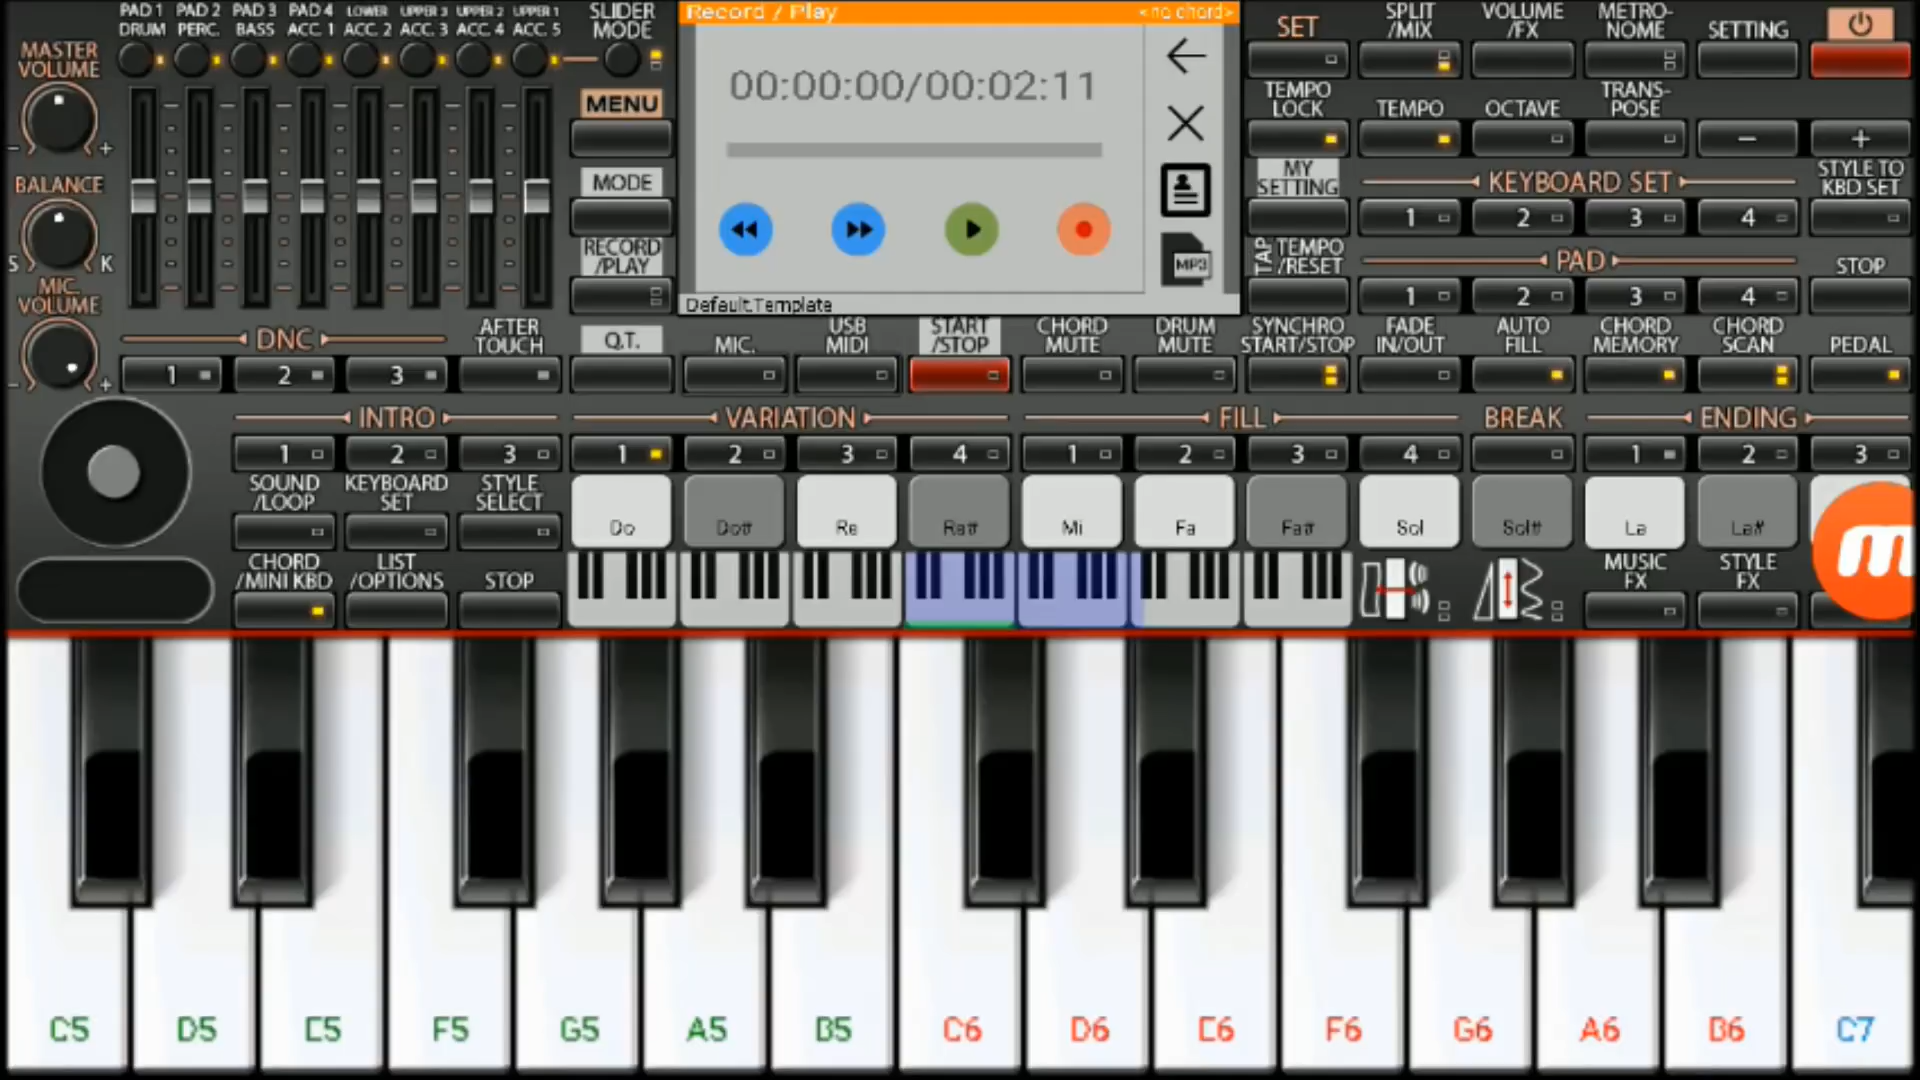 PAD 1 PAD 2 PAD 3 PAD 4 LOWER UPPER 3 UPPER 2 UPPER 1
DRUM PERC. BASS ACC. 1 ACC. 2 ACC. 3 ACC. 4 ACC. 5
SLIDER
MODE
Record / Play <no chord>
00:00:00/00:02:11
MP3
Default.Template
SET
SPLIT
/MIX
VOLUME
/FX
METRO-
NOME
SETTING
MASTER
VOLUME
- +
MENU
TEMPO
LOCK
TEMPO
OCTAVE
TRANS-
POSE
- +
BALANCE
S K
MODE
MY
SETTING
KEYBOARD SET
STYLE TO
KBD SET
1 2 3 4
RECORD
/PLAY
TAP TEMPO
/RESET
PAD
STOP
1 2 3 4
MIC.
VOLUME
- +
DNC
AFTER
TOUCH
1 2 3
Q.T.
MIC.
USB
MIDI
START
/STOP
CHORD
MUTE
DRUM
MUTE
SYNCHRO
START/STOP
FADE
IN/OUT
AUTO
FILL
CHORD
MEMORY
CHORD
SCAN
PEDAL
INTRO VARIATION FILL BREAK ENDING
1 2 3 1 2 3 4 1 2 3 4 1 2 3
SOUND
/LOOP
KEYBOARD
SET
STYLE
SELECT
Do Do# Re Re# Mi Fa Fa# Sol Sol# La La#
m
CHORD
/MINI KBD
LIST
/OPTIONS
STOP
MUSIC
FX
STYLE
FX
C5 D5 E5 F5 G5 A5 B5 C6 D6 E6 F6 G6 A6 B6 C7